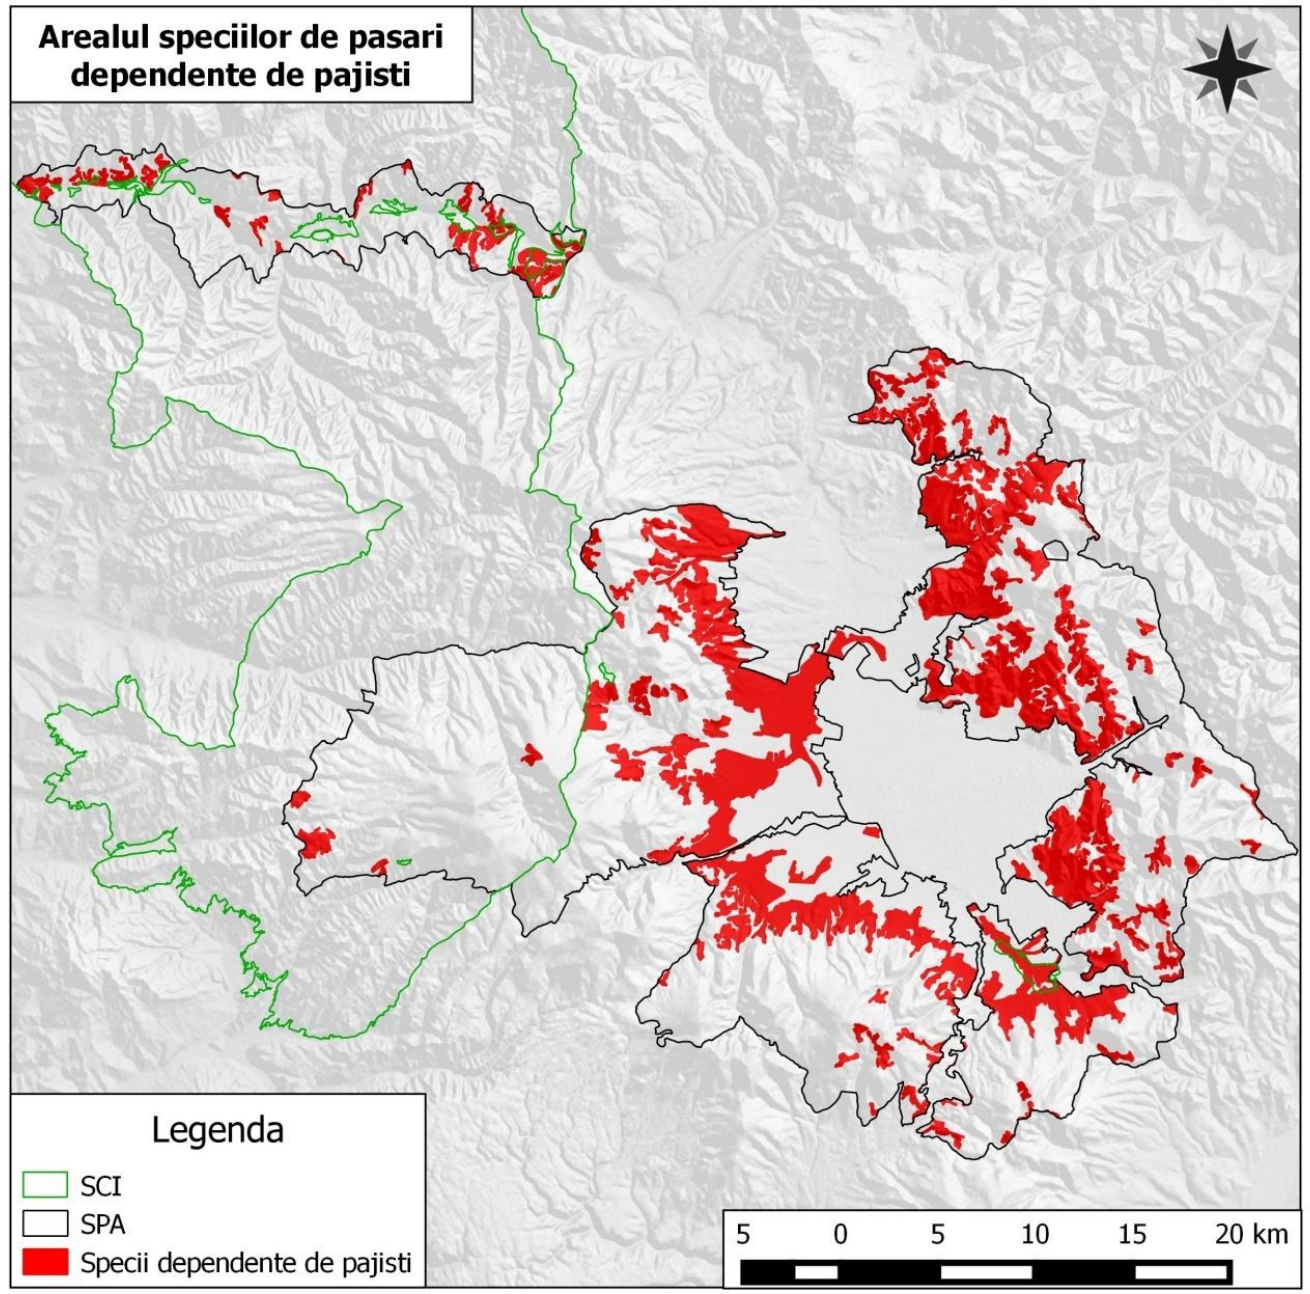 Arealul speciilor de pasari
dependente de pajisti
Legenda
SCI
SPA
Specii dependente de pajisti
5 0 5 10 15 20 km